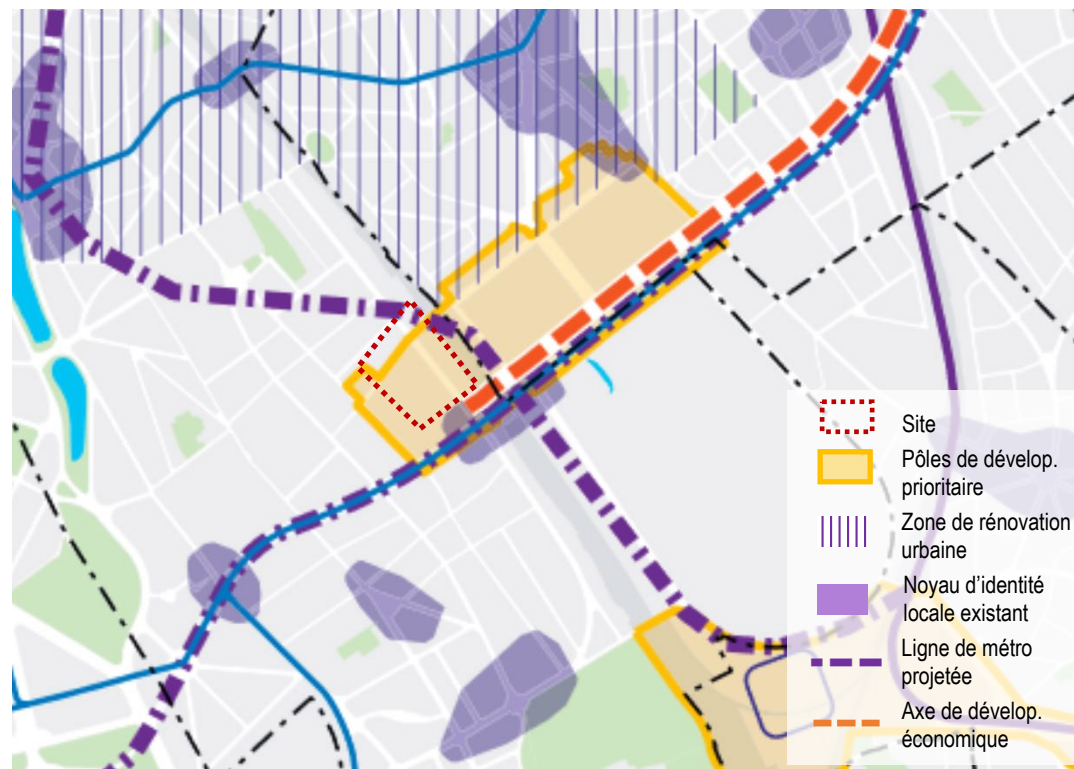 Site
Pôles de dévelop.
prioritaire
Zone de rénovation
urbaine
Noyau d’identité
locale existant
Ligne de métro
projetée
Axe de dévelop.
économique